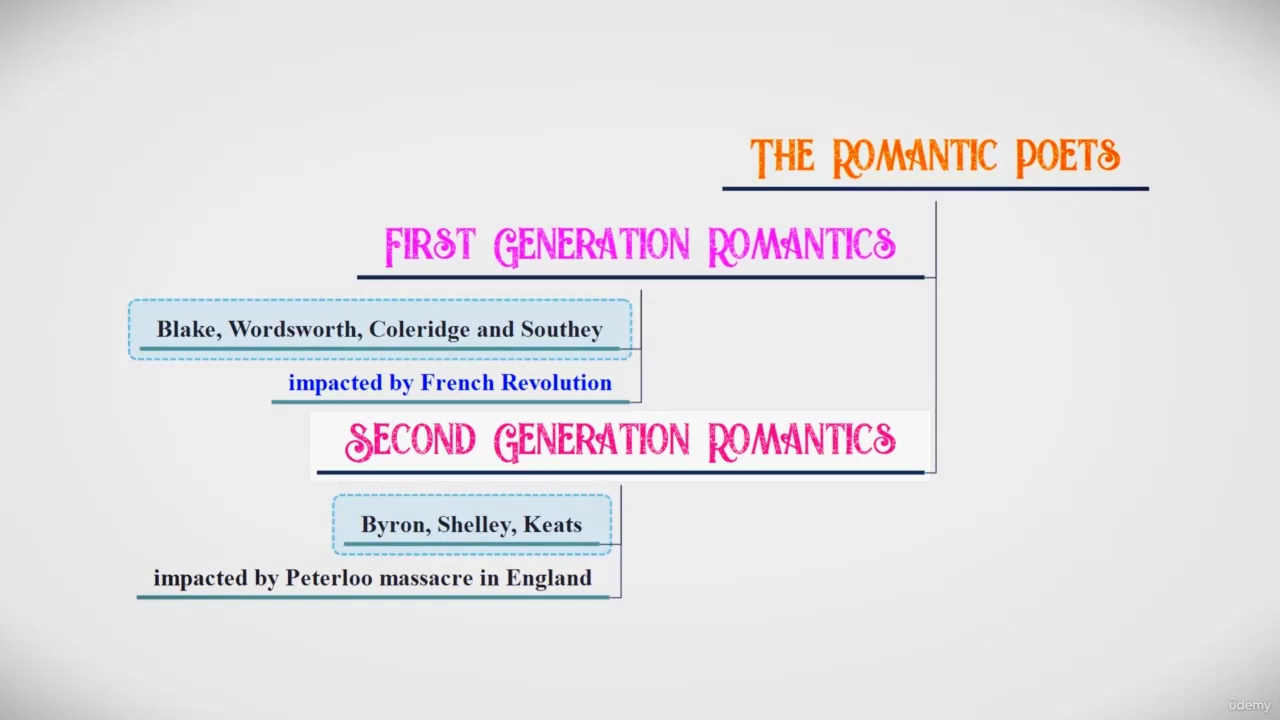 The Romantic Poets
First Generation Romantics
Blake, Wordsworth, Coleridge and Southey
impacted by French Revolution
Second Generation Romantics
Byron, Shelley, Keats
impacted by Peterloo massacre in England
ûdemy